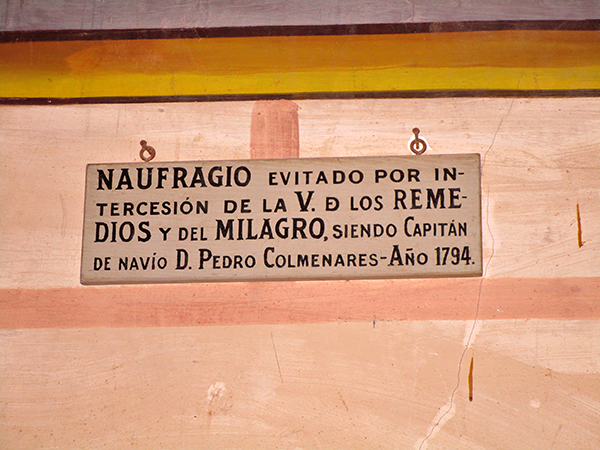 NAUFRAGIO EVITADO POR IN-
TERCESIÓN DE LA V. Đ LOS REME-
DIOS Y DEL MILAGRO, SIENDO CAPITÁN
DE NAVÍO D. PEDRO COLMENARES-AÑO 1794.